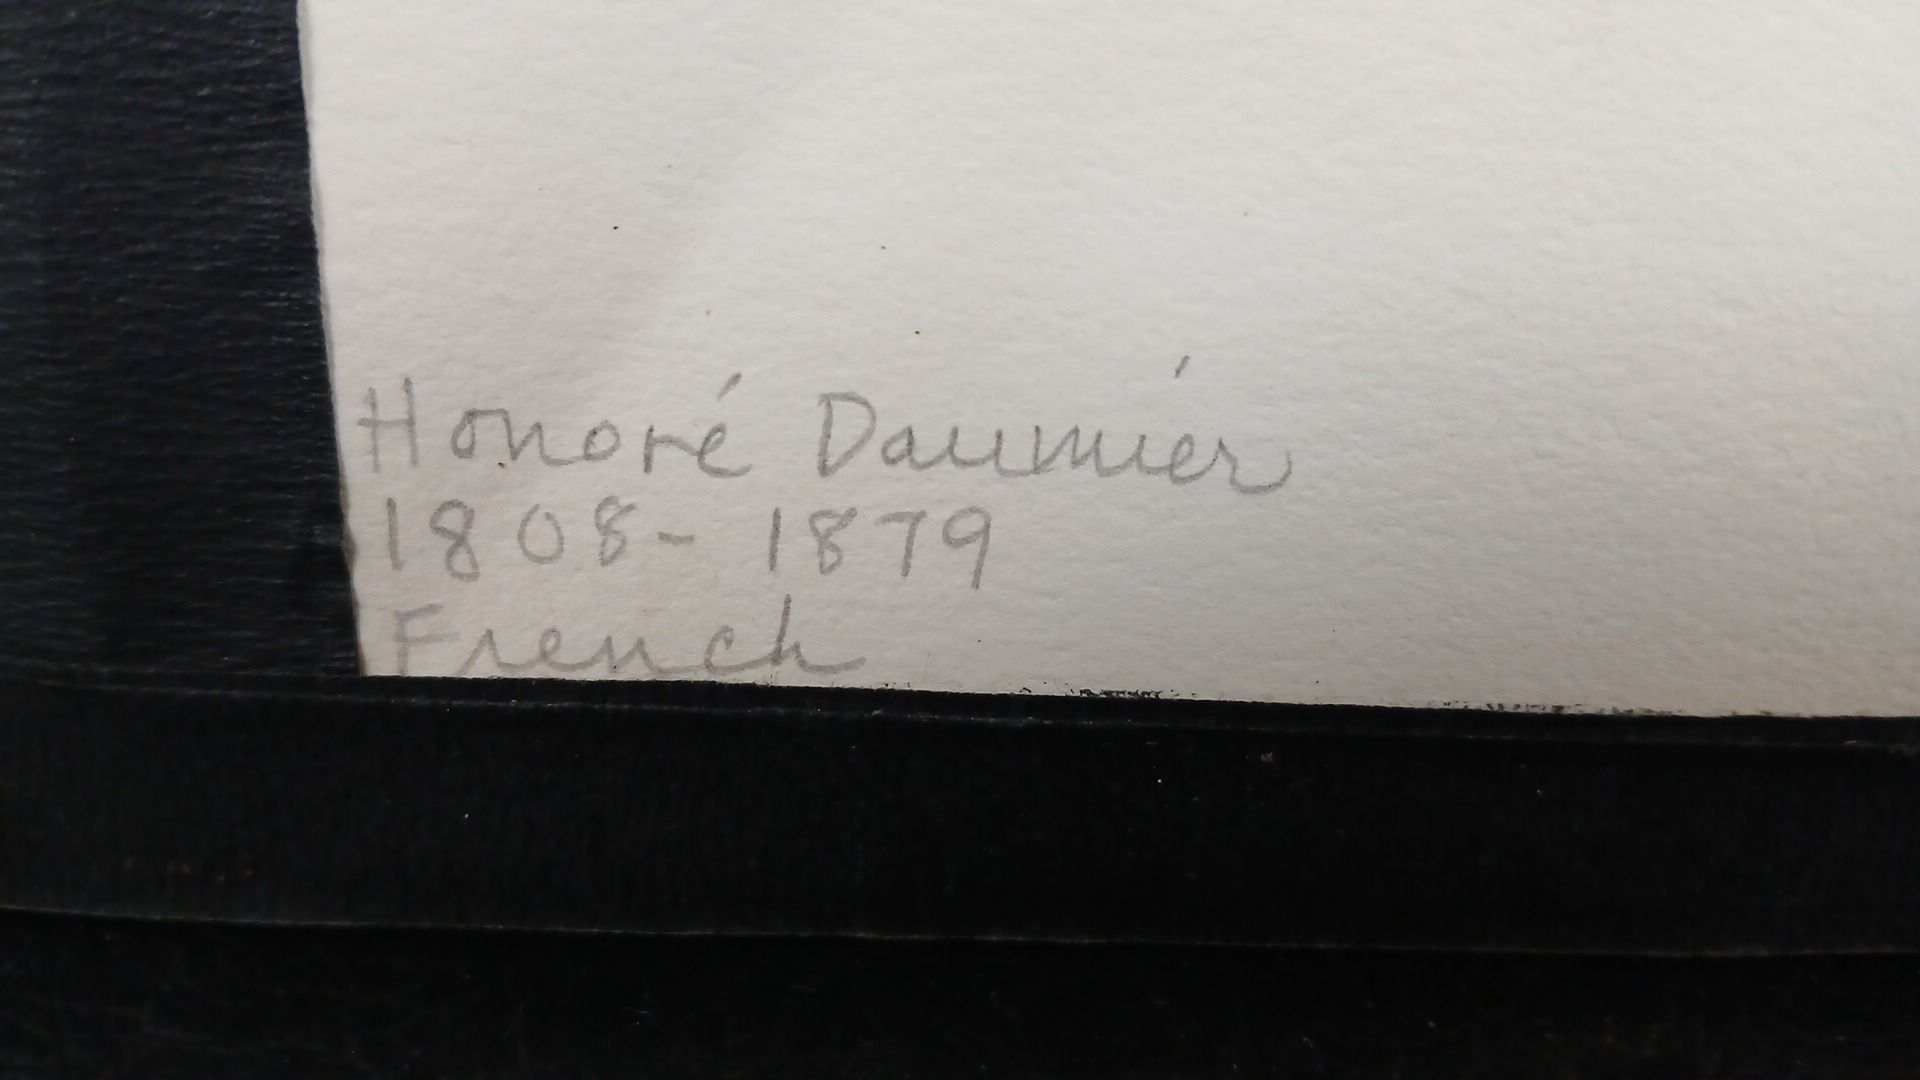 Honoré Daumier
1808- 1879
French